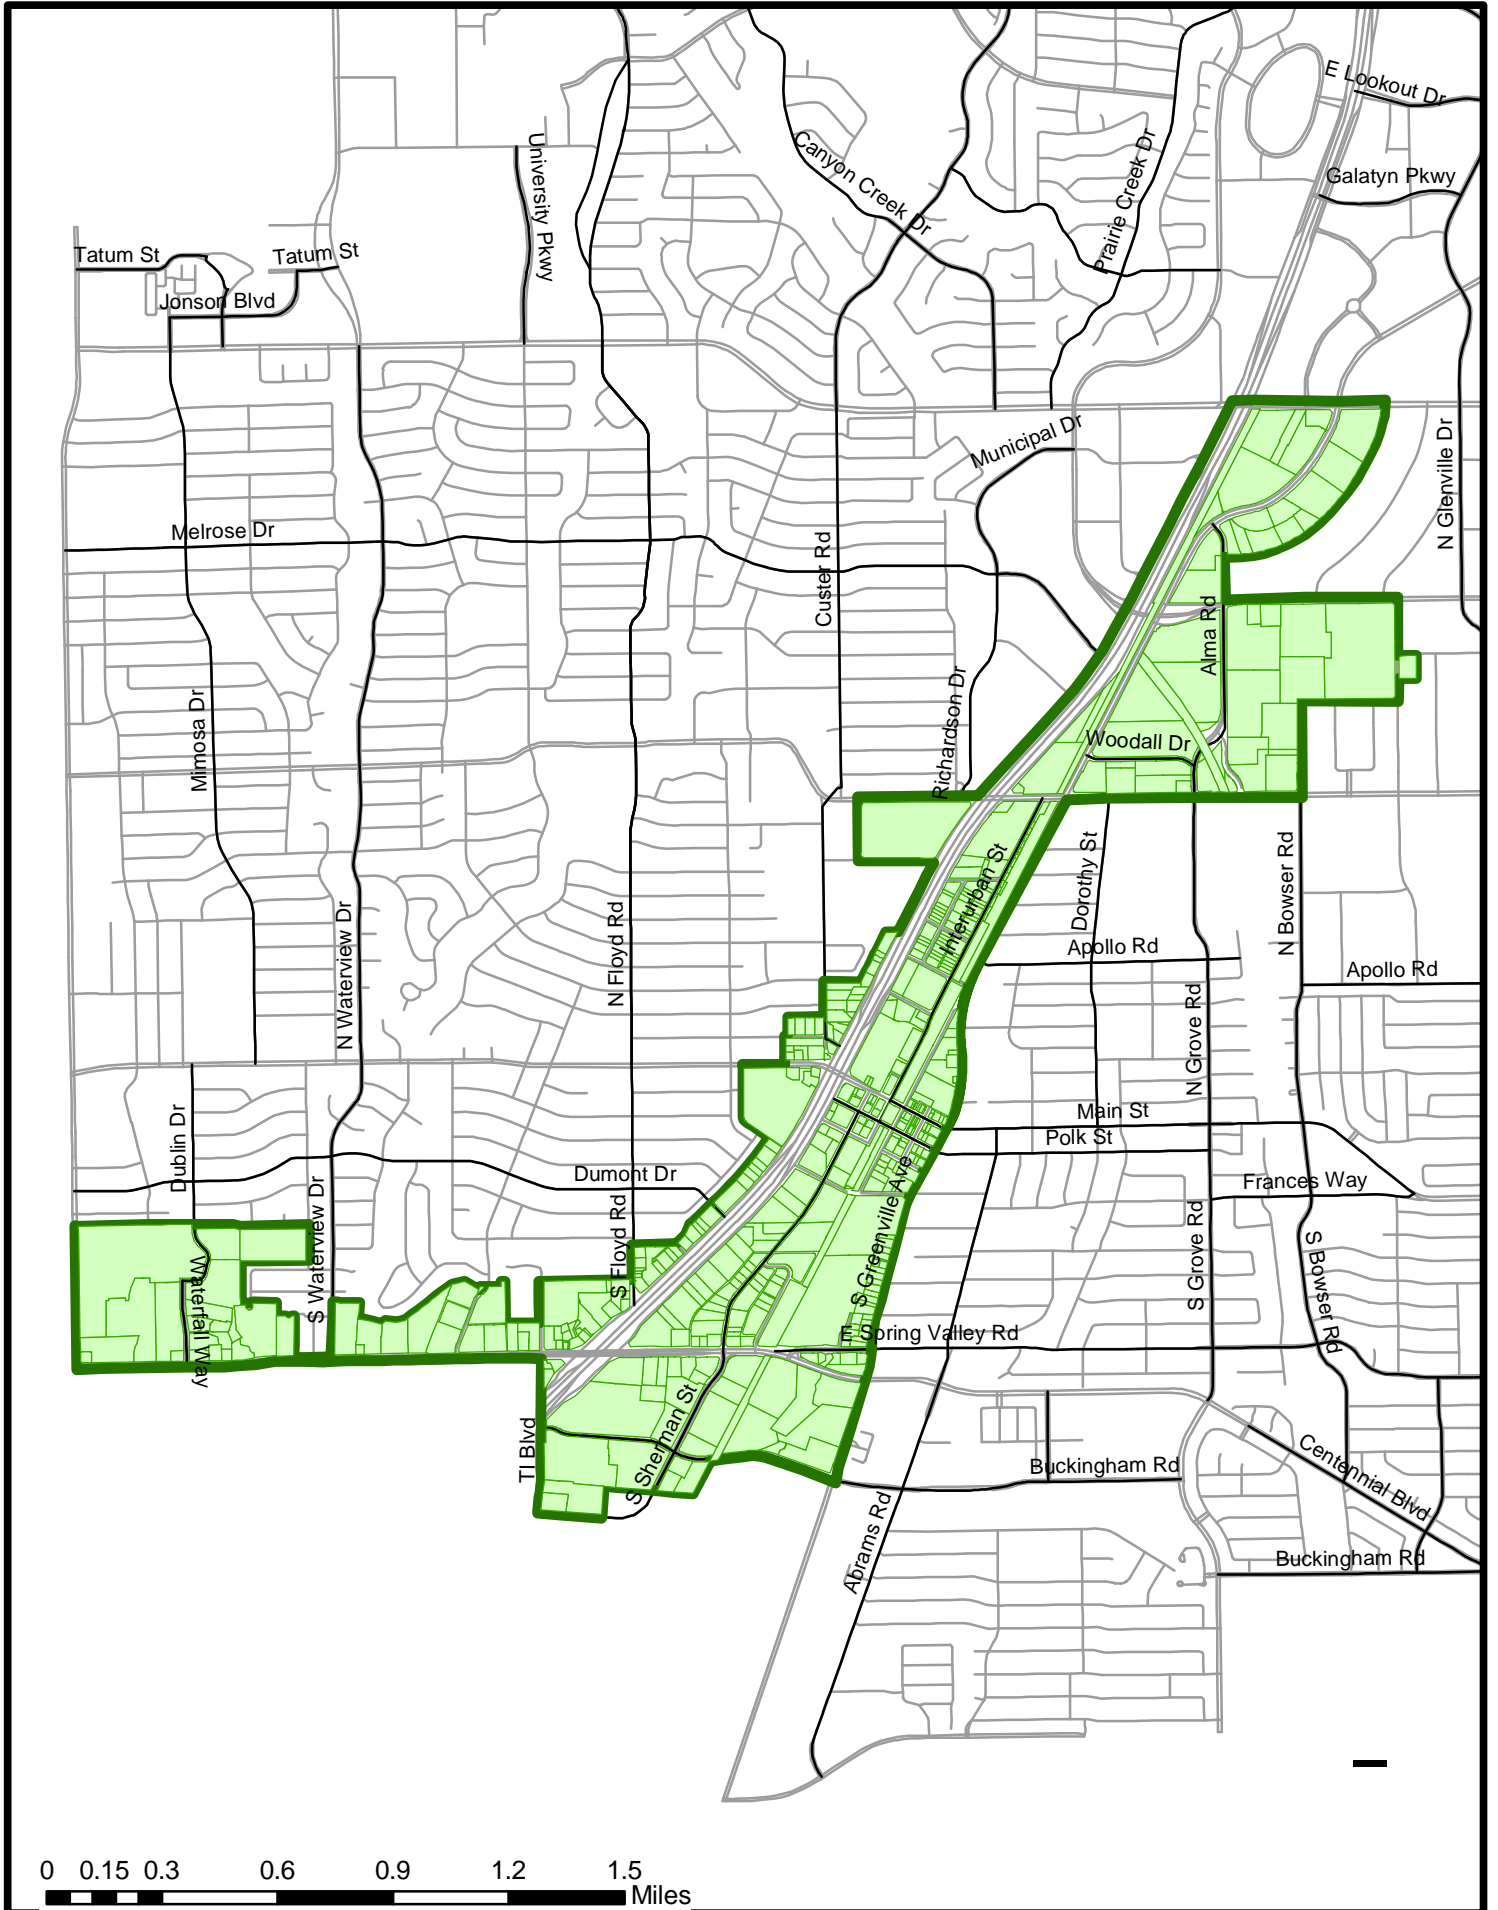 E Lookout Dr
University Pkwy
Canyon Creek Dr
Prairie Creek Dr
Galatyn Pkwy
Tatum St
Tatum St
Jonson Blvd
Municipal Dr
N Glenville Dr
Melrose Dr
Custer Rd
Alma Rd
Mimosa Dr
Richardson Dr
Woodall Dr
Interurban St
Dorothy St
N Bowser Rd
N Waterview Dr
N Floyd Rd
Apollo Rd
Apollo Rd
N Grove Rd
Main St
Polk St
Dublin Dr
Dumont Dr
Frances Way
S Waterview Dr
S Floyd Rd
S Greenville Ave
S Grove Rd
S Bowser Rd
Waterfall Way
E Spring Valley Rd
TI Blvd
S Sherman St
Buckingham Rd
Centennial Blvd
Abrams Rd
Buckingham Rd
0 0.15 0.3 0.6 0.9 1.2 1.5
Miles